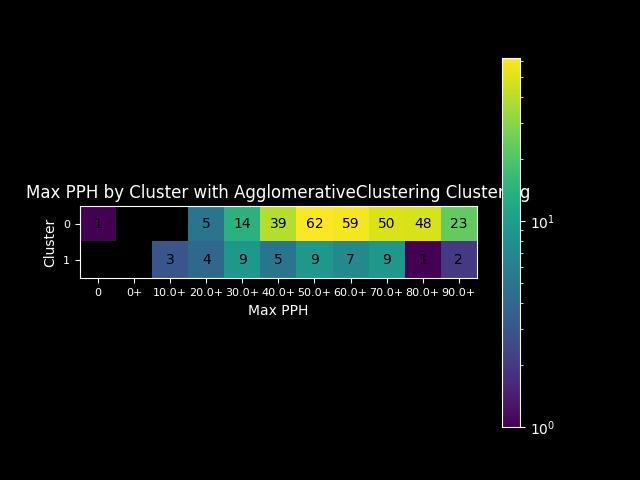 Max PPH by Cluster with AgglomerativeClustering Clustering
Cluster
0 1 5 14 39 62 59 50 48 23
1 3 4 9 5 9 7 9 1 2
0 0+ 10.0+ 20.0+ 30.0+ 40.0+ 50.0+ 60.0+ 70.0+ 80.0+ 90.0+
Max PPH
10¹
10⁰